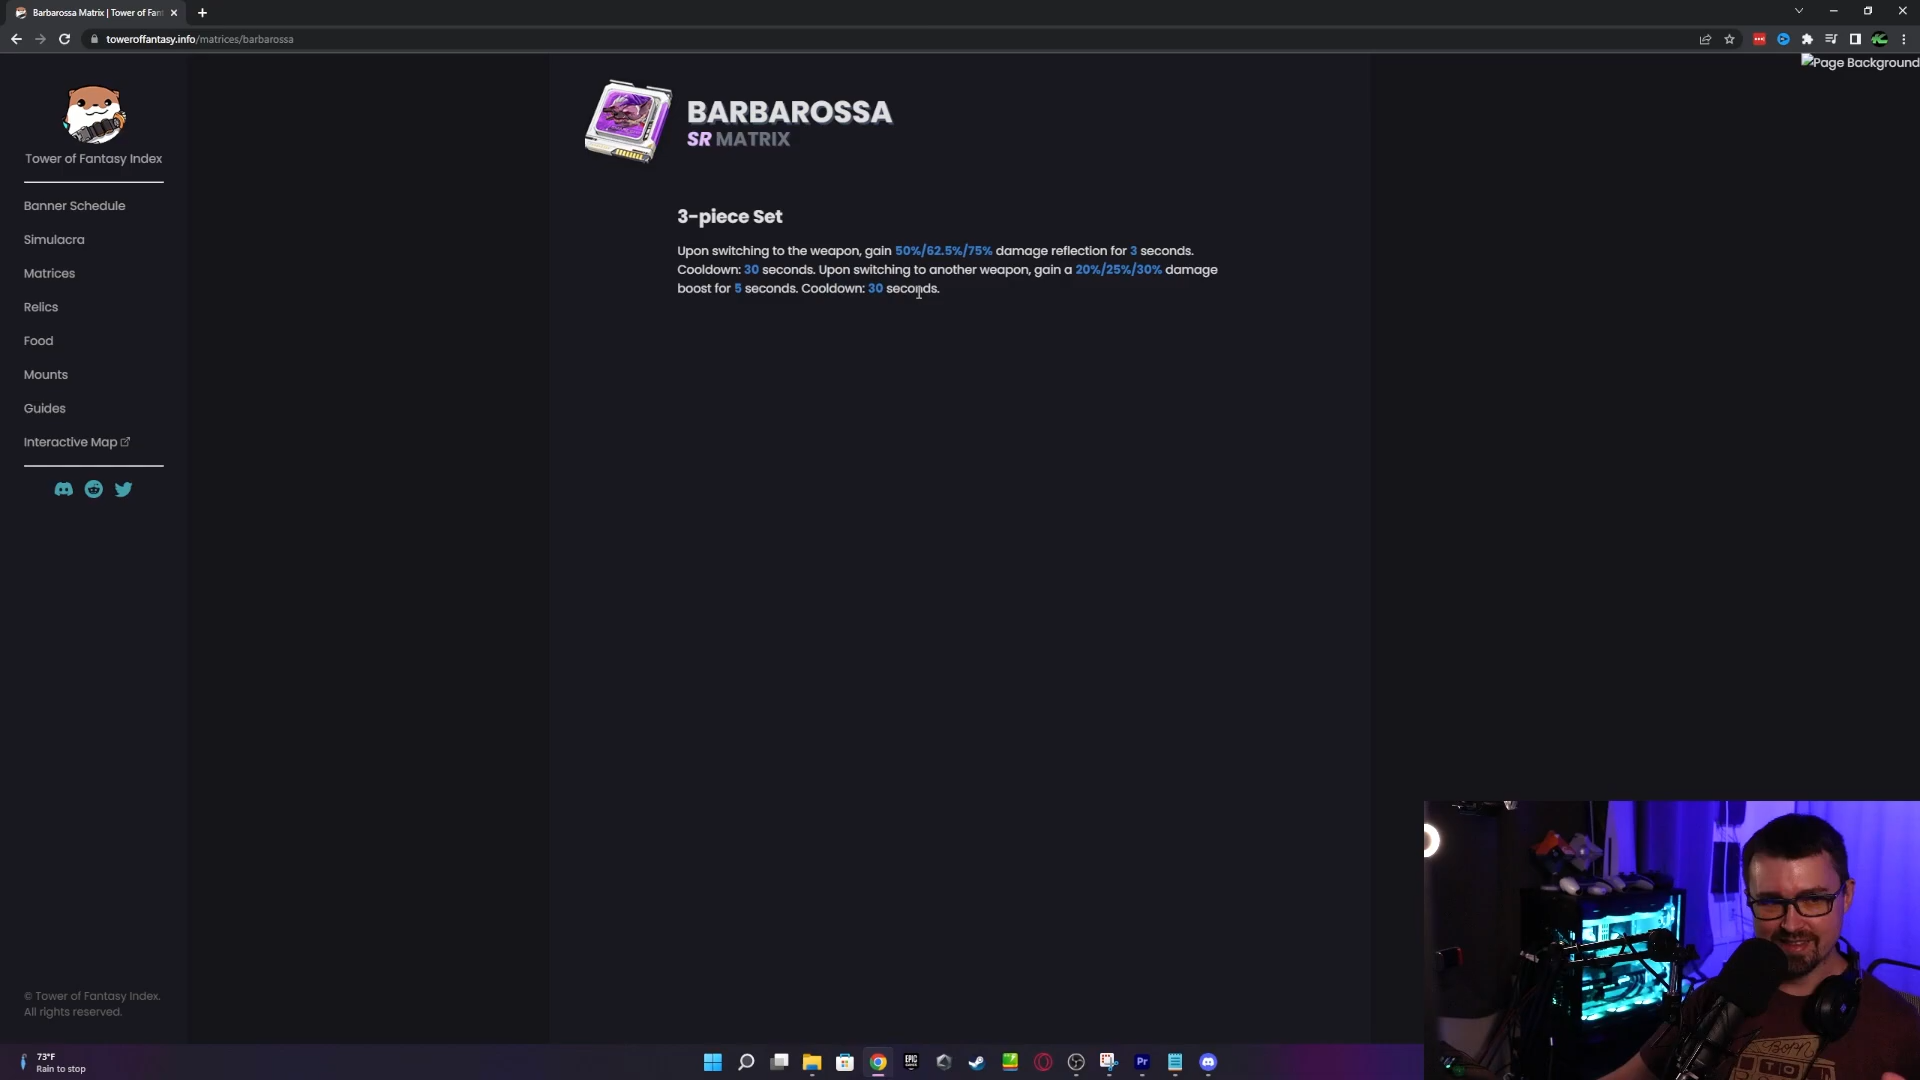 Barbarossa Matrix | Tower of Fant
toweroffantasy.info/matrices/barbarossa
Page Background
Tower of Fantasy Index
Banner Schedule
Simulacra
Matrices
Relics
Food
Mounts
Guides
Interactive Map
BARBAROSSA
SR MATRIX
3-piece Set
Upon switching to the weapon, gain 50%/62.5%/75% damage reflection for 3 seconds.
Cooldown: 30 seconds. Upon switching to another weapon, gain a 20%/25%/30% damage
boost for 5 seconds. Cooldown: 30 seconds.
© Tower of Fantasy Index.
All rights reserved.
73°F
Rain to stop
EPIC
Pr